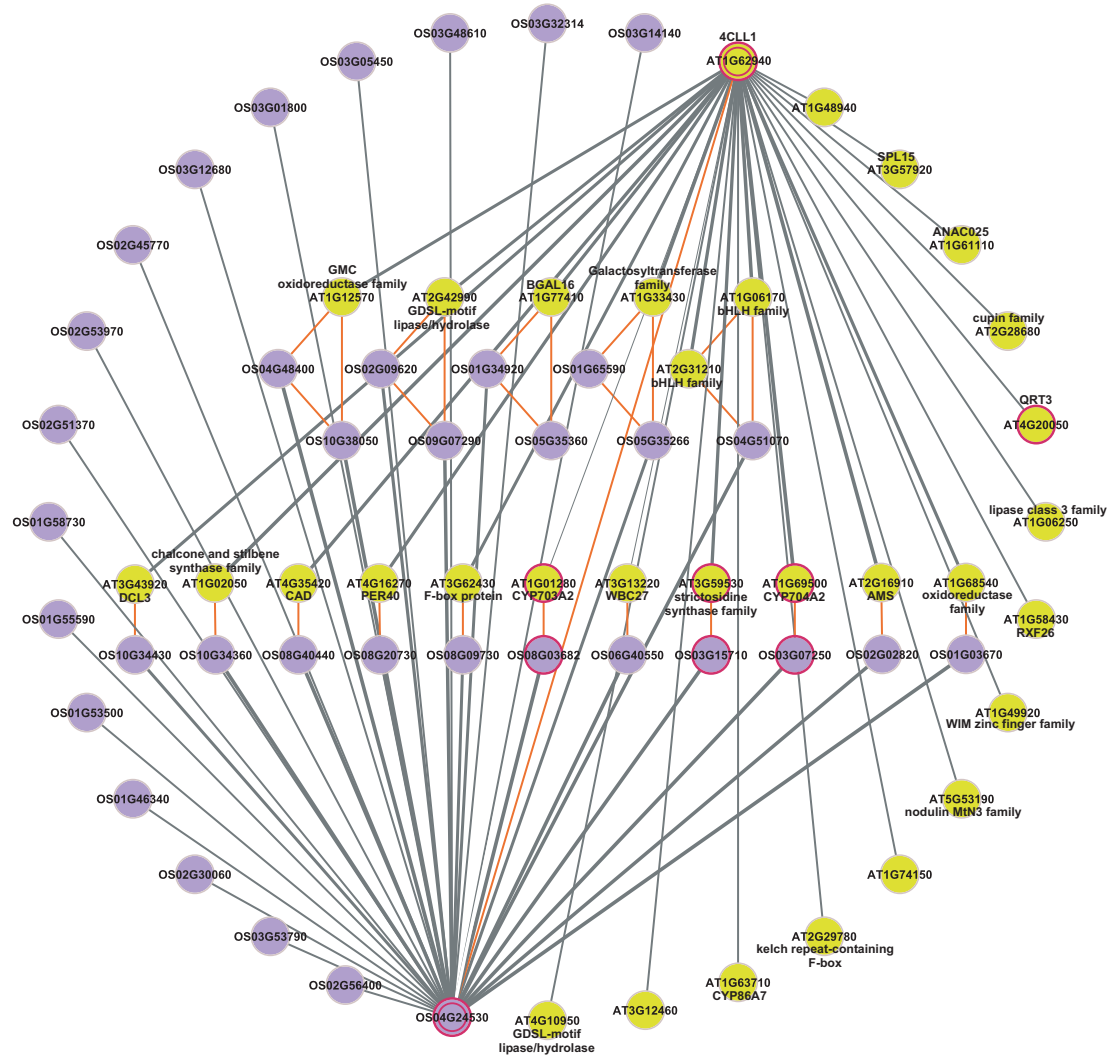 OS03G32314
OS03G48610
OS03G14140
4CLL1
AT1G62940
OS03G05450
OS03G01800
AT1G48940
SPL15
AT3G57920
OS03G12680
ANAC025
AT1G61110
OS02G45770
GMC
oxidoreductase family
AT1G12570
AT2G42990
GDSL-motif
lipase/hydrolase
BGAL16
AT1G77410
Galactosyltransferase
family
AT1G33430
AT1G06170
bHLH family
cupin family
AT2G28680
OS02G53970
OS04G48400
OS02G09620
OS01G34920
OS01G65590
AT2G31210
bHLH family
QRT3
AT4G20050
OS02G51370
OS10G38050
OS09G07290
OS05G35360
OS05G35266
OS04G51070
lipase class 3 family
AT1G06250
OS01G58730
AT3G43920
DCL3
chalcone and stilbene
synthase family
AT1G02050
AT4G35420
CAD
AT4G16270
PER40
AT3G62430
F-box protein
AT1G01280
CYP703A2
AT3G13220
WBC27
AT3G59530
strictosidine
synthase family
AT1G69500
CYP704A2
AT2G16910
AMS
AT1G68540
oxidoreductase
family
OS01G55590
AT1G58430
RXF26
OS10G34430
OS10G34360
OS08G40440
OS08G20730
OS08G09730
OS08G03682
OS06G40550
OS03G15710
OS03G07250
OS02G02820
OS01G03670
OS01G53500
AT1G49920
WIM zinc finger family
OS01G46340
AT5G53190
nodulin MtN3 family
OS02G30060
AT1G74150
OS03G53790
AT2G29780
kelch repeat-containing
F-box
OS02G56400
AT1G63710
CYP86A7
OS04G24530
AT4G10950
GDSL-motif
lipase/hydrolase
AT3G12460